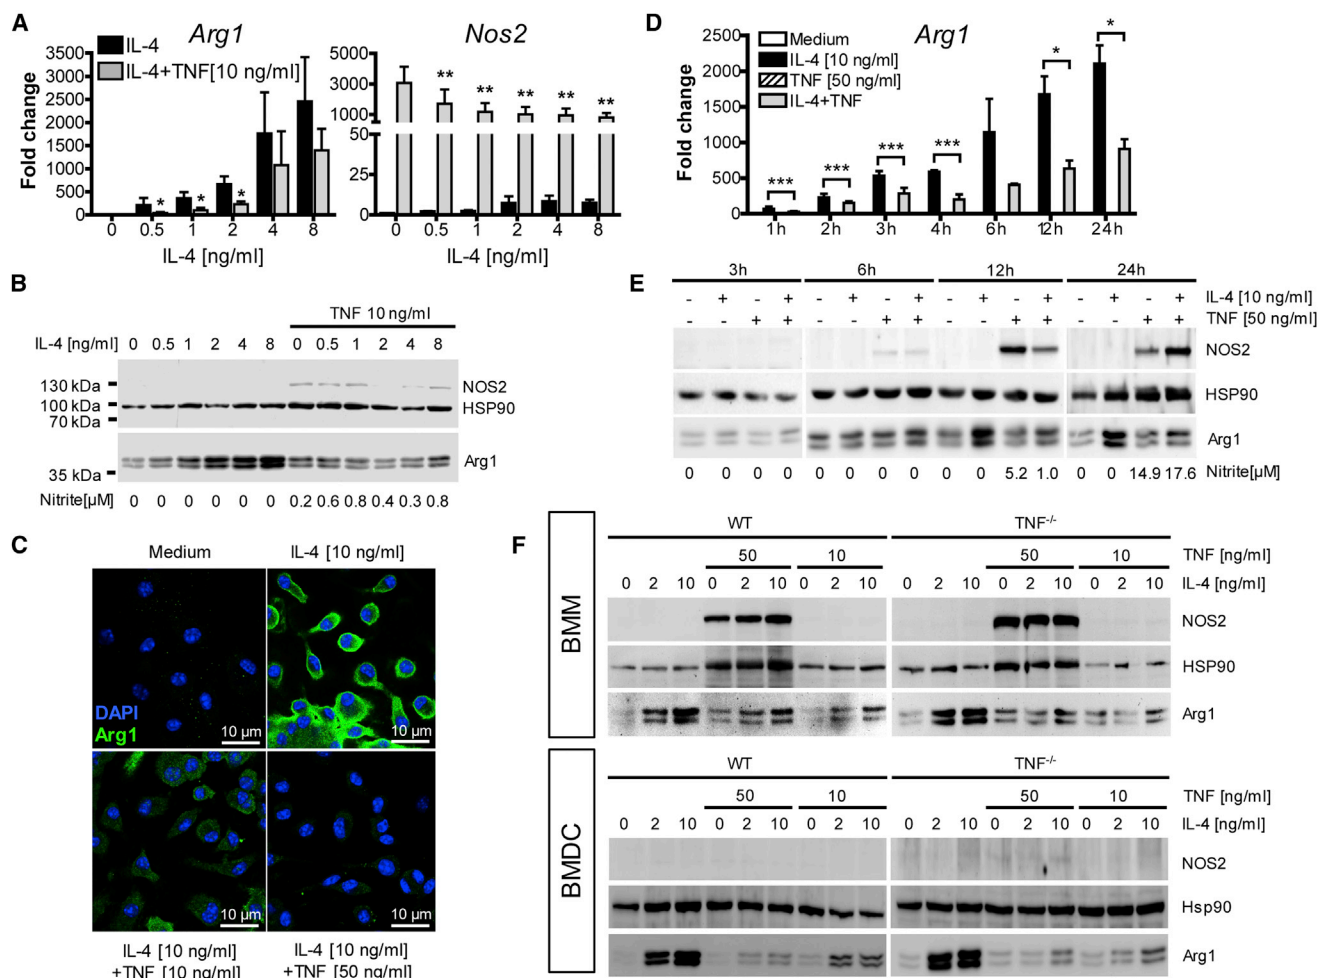 A
Arg1
Nos2
IL-4
IL-4+TNF[10 ng/ml]
Fold change
3500
3000
2500
2000
1500
1000
500
0
* * *
0 0.5 1 2 4 8
IL-4 [ng/ml]
5000
3000
1000
50
25
0
** ** ** ** **
0 0.5 1 2 4 8
IL-4 [ng/ml]
D
Arg1
Medium
IL-4 [10 ng/ml]
TNF [50 ng/ml]
IL-4+TNF
Fold change
2500
2000
1500
1000
500
0
*** *** *** *** * *
1h 2h 3h 4h 6h 12h 24h
B
TNF 10 ng/ml
IL-4 [ng/ml] 0 0.5 1 2 4 8 0 0.5 1 2 4 8
130 kDa
100 kDa
70 kDa
NOS2
HSP90
35 kDa
Arg1
Nitrite[µM] 0 0 0 0 0 0 0.2 0.6 0.8 0.4 0.3 0.8
E
3h 6h 12h 24h
- + - + - + - + - + - + - + - + IL-4 [10 ng/ml]
- - + + - - + + - - + + - - + + TNF [50 ng/ml]
NOS2
HSP90
Arg1
0 0 0 0 0 0 0 0 0 0 5.2 1.0 0 0 14.9 17.6 Nitrite[µM]
C
Medium
IL-4 [10 ng/ml]
DAPI
Arg1
10 µm
10 µm
10 µm
10 µm
IL-4 [10 ng/ml]
+TNF [10 ng/ml]
IL-4 [10 ng/ml]
+TNF [50 ng/ml]
F
BMM
WT TNF-/-
50 10 50 10 TNF [ng/ml]
0 2 10 0 2 10 0 2 10 0 2 10 0 2 10 0 2 10 IL-4 [ng/ml]
NOS2
HSP90
Arg1
BMDC
WT TNF-/-
50 10 50 10 TNF [ng/ml]
0 2 10 0 2 10 0 2 10 0 2 10 0 2 10 0 2 10 IL-4 [ng/ml]
NOS2
Hsp90
Arg1